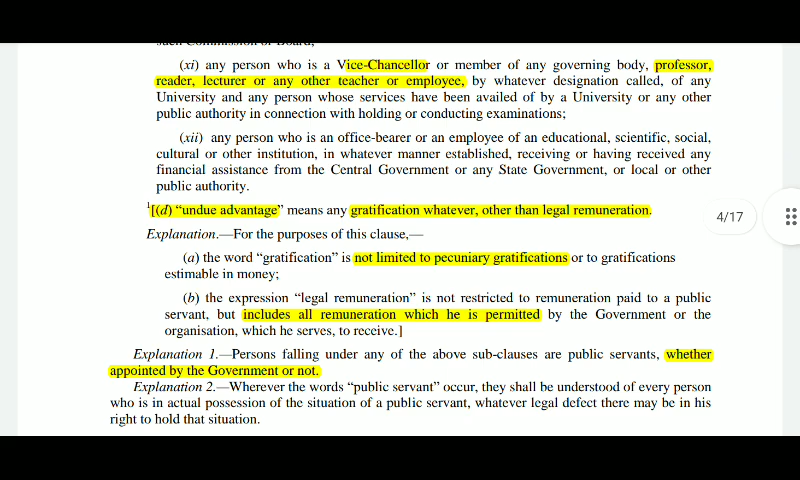 such Commission or Board;
(xi) any person who is a Vice-Chancellor or member of any governing body, professor,
reader, lecturer or any other teacher or employee, by whatever designation called, of any
University and any person whose services have been availed of by a University or any other
public authority in connection with holding or conducting examinations;
(xii) any person who is an office-bearer or an employee of an educational, scientific, social,
cultural or other institution, in whatever manner established, receiving or having received any
financial assistance from the Central Government or any State Government, or local or other
public authority.
1[(d) “undue advantage” means any gratification whatever, other than legal remuneration.
Explanation.—For the purposes of this clause,—
(a) the word “gratification” is not limited to pecuniary gratifications or to gratifications
estimable in money;
(b) the expression “legal remuneration” is not restricted to remuneration paid to a public
servant, but includes all remuneration which he is permitted by the Government or the
organisation, which he serves, to receive.]
Explanation 1.—Persons falling under any of the above sub-clauses are public servants, whether
appointed by the Government or not.
Explanation 2.—Wherever the words “public servant” occur, they shall be understood of every person
who is in actual possession of the situation of a public servant, whatever legal defect there may be in his
right to hold that situation.
4/17